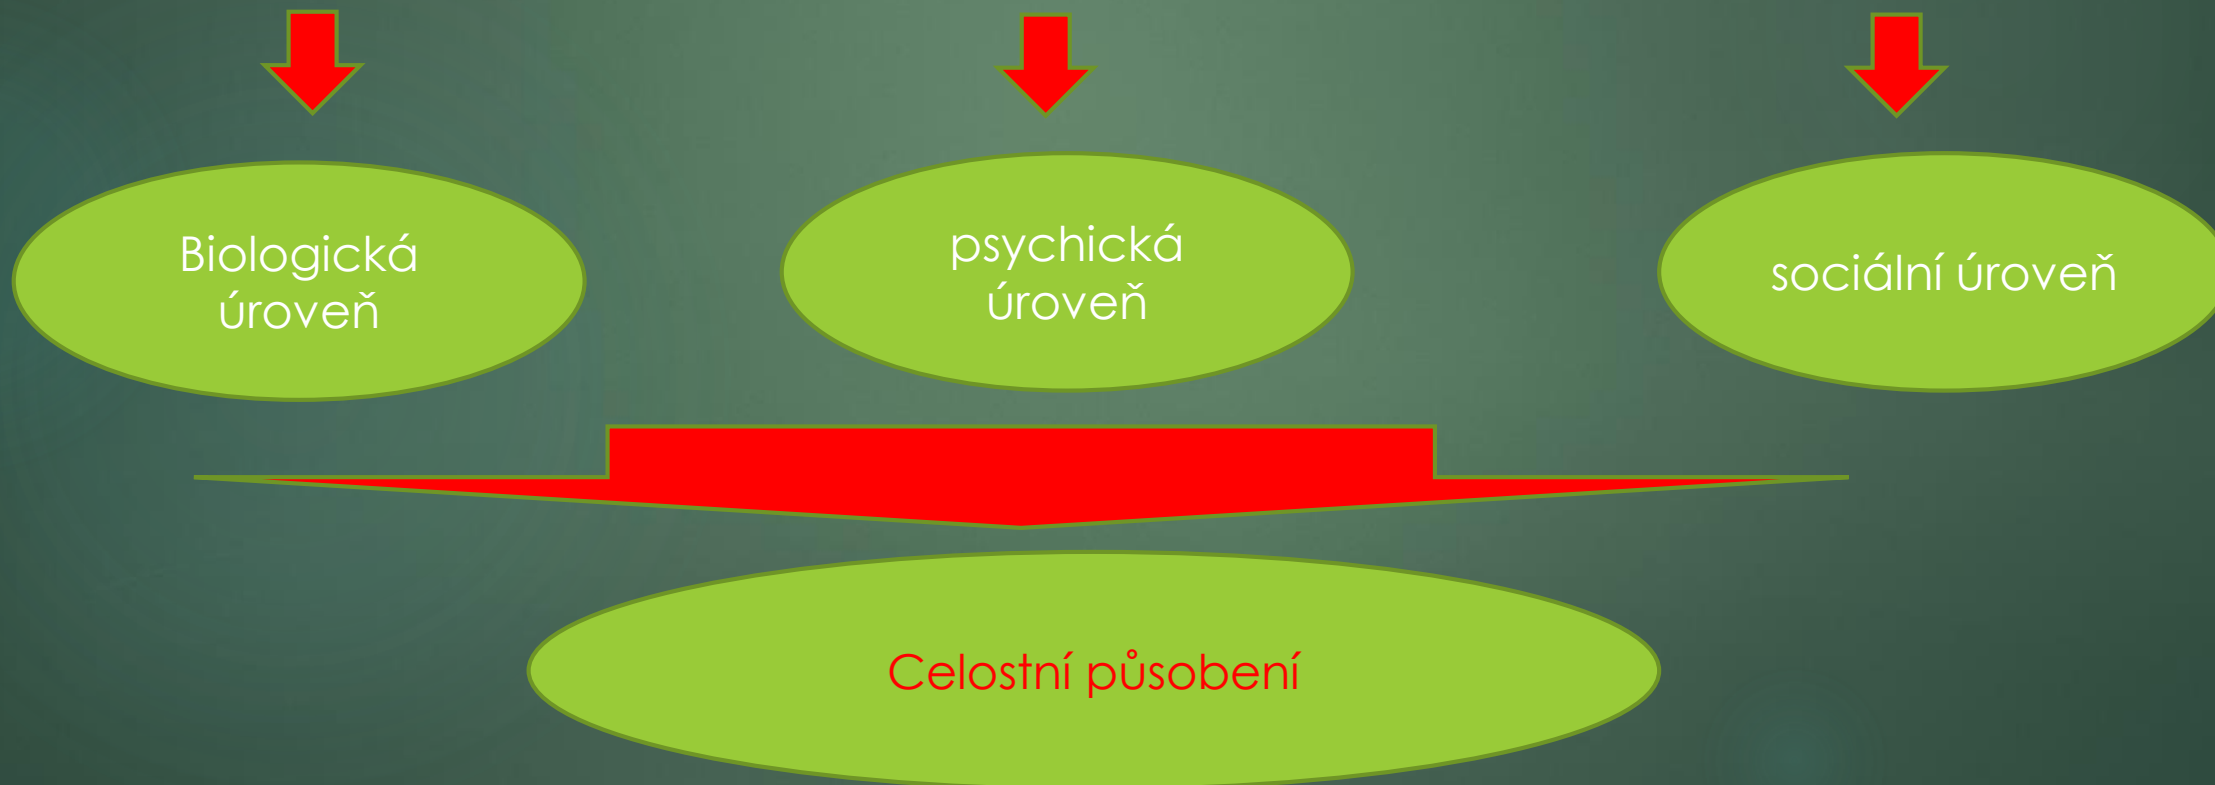 Biologická
úroveň
psychická
úroveň
sociální úroveň
Celostní působení